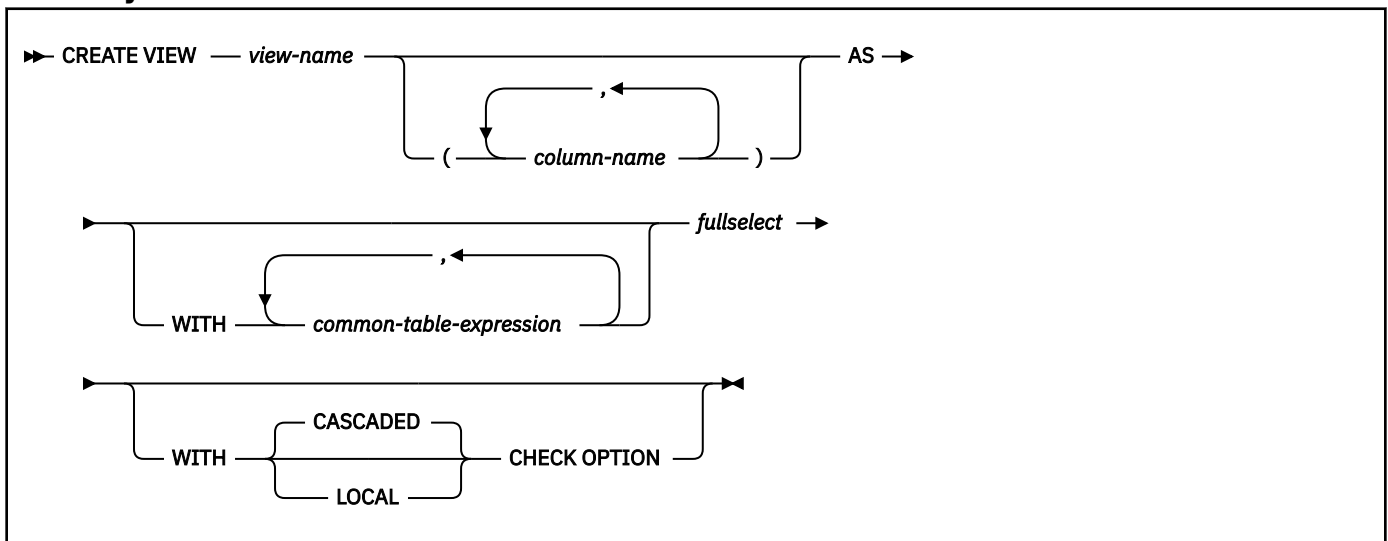 CREATE VIEW view-name AS
,
( column-name )
fullselect
,
WITH common-table-expression
CASCADED
WITH CHECK OPTION
LOCAL